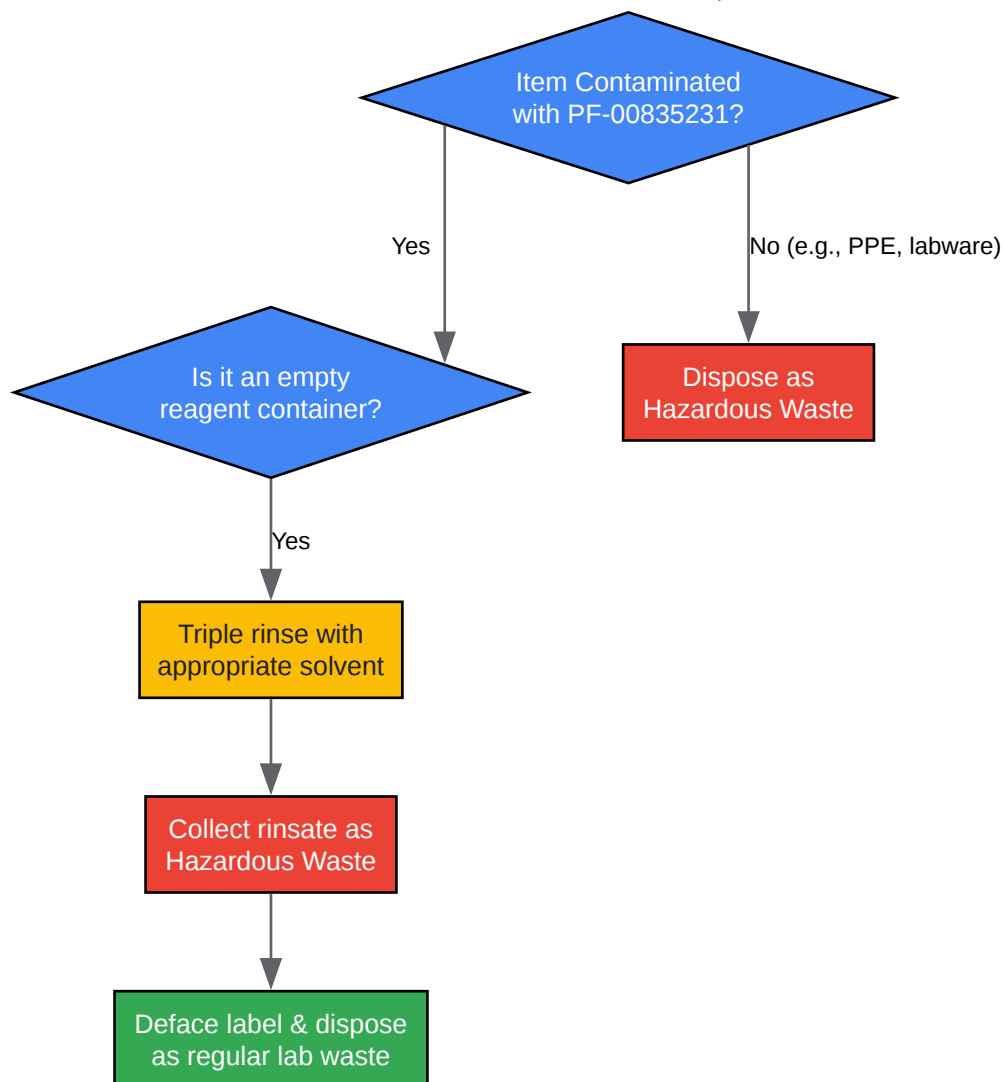 Item Contaminated
with PF-00835231?
Yes
No (e.g., PPE, labware)
Is it an empty
reagent container?
Dispose as
Hazardous Waste
Yes
Triple rinse with
appropriate solvent
Collect rinsate as
Hazardous Waste
Deface label & dispose
as regular lab waste